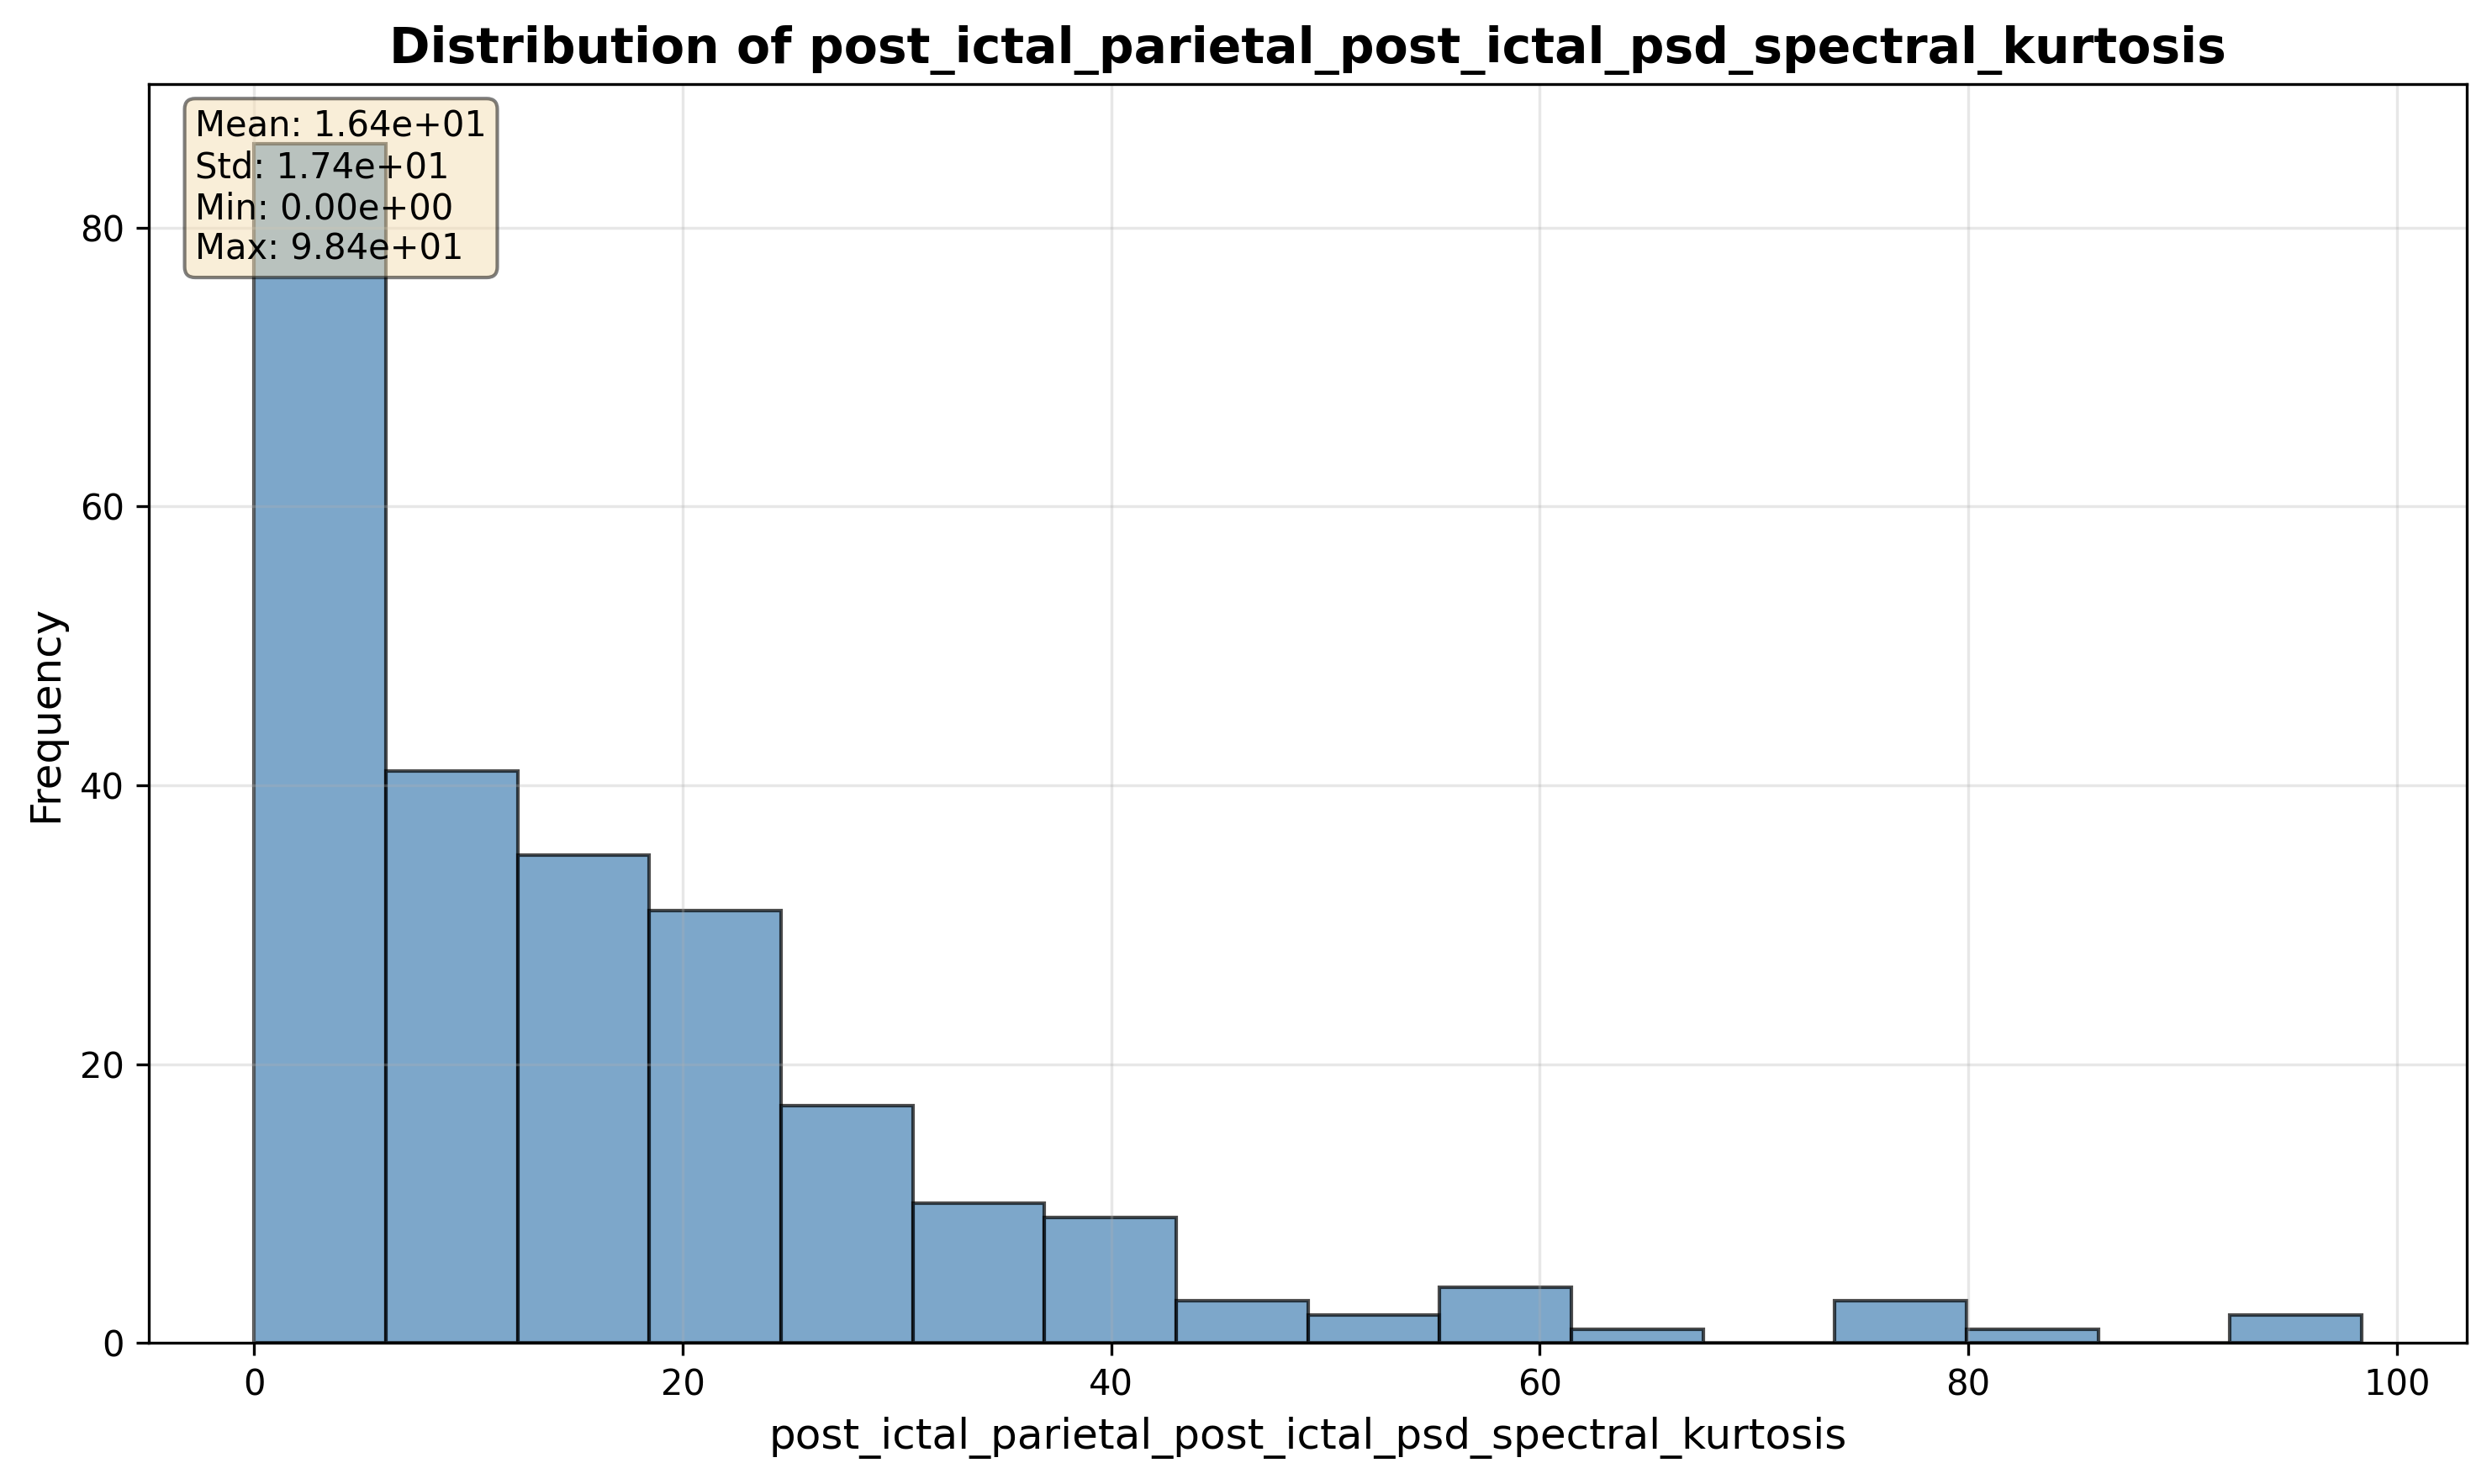 Distribution of post_ictal_parietal_post_ictal_psd_spectral_kurtosis
Mean: 1.64e+01
Std: 1.74e+01
Min: 0.00e+00
Max: 9.84e+01
80
60
40
20
0
Frequency
0 20 40 60 80 100
post_ictal_parietal_post_ictal_psd_spectral_kurtosis